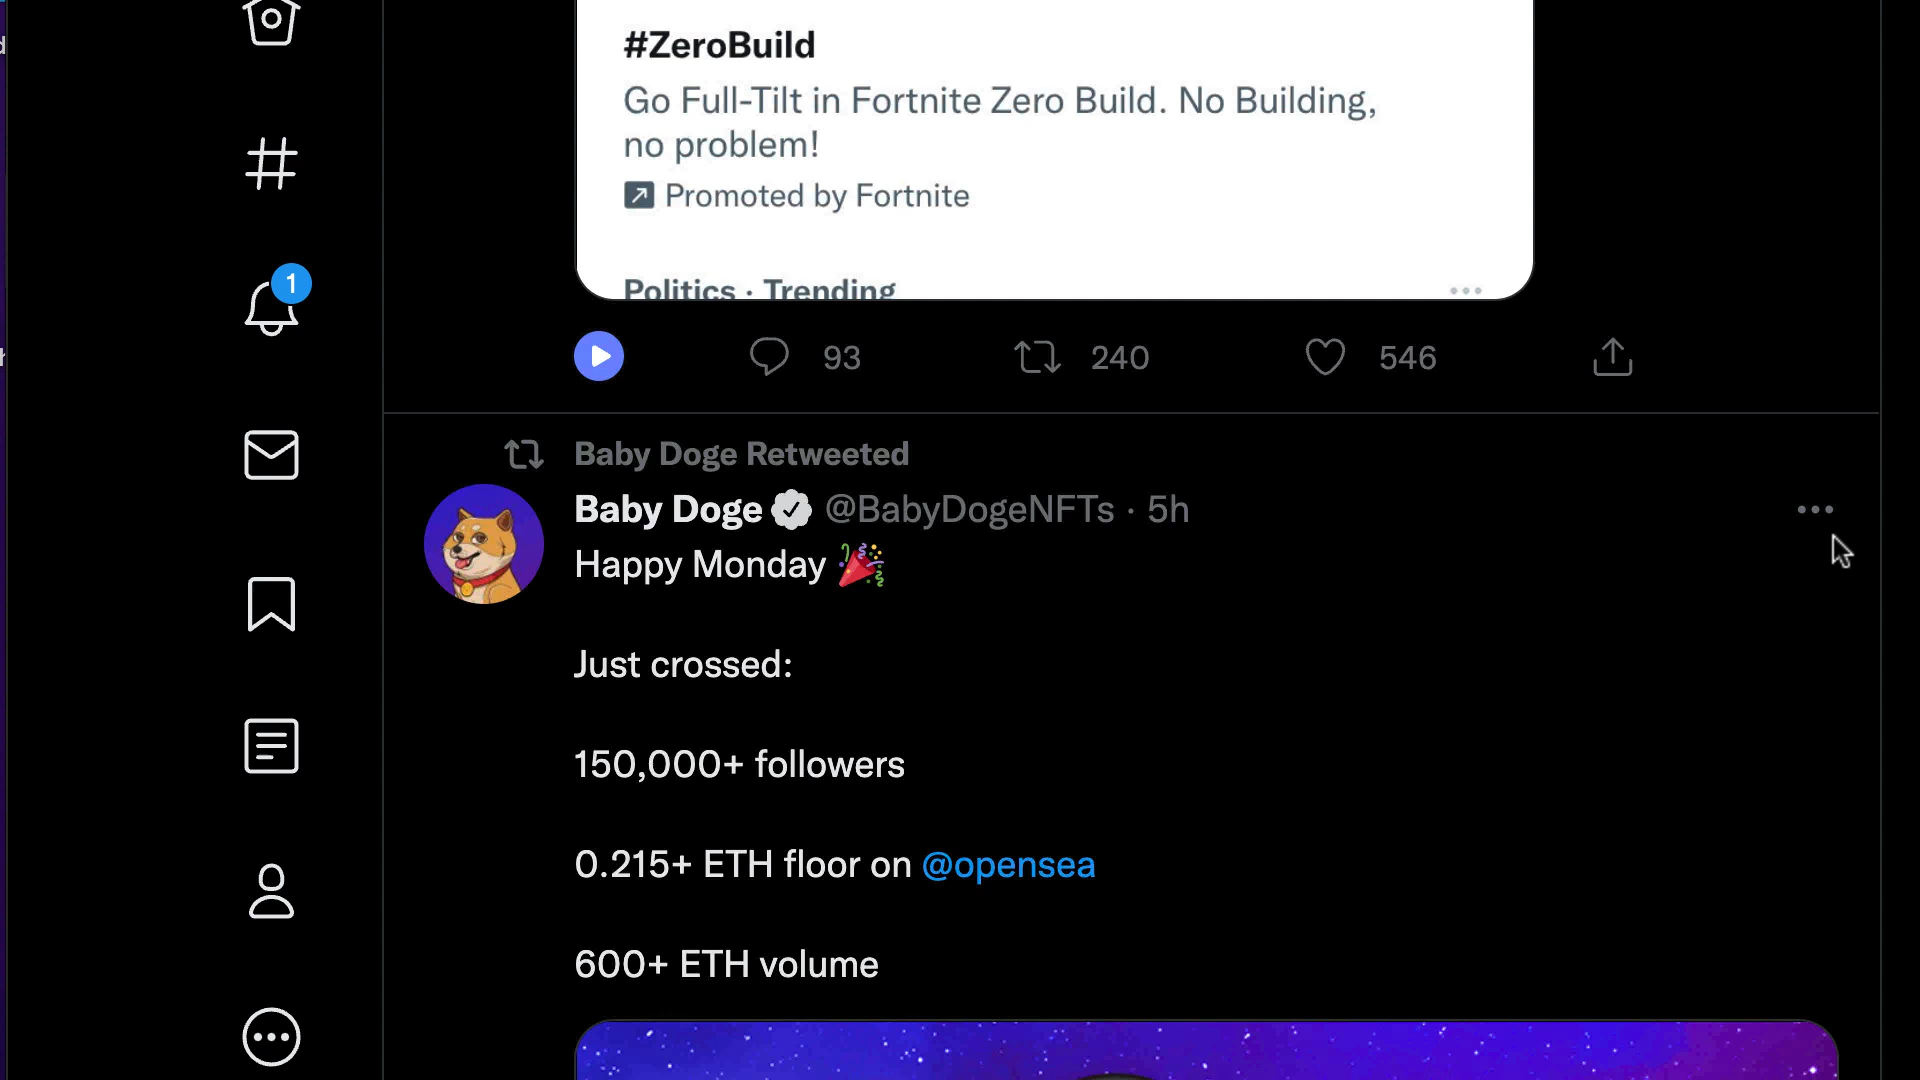 #ZeroBuild
Go Full-Tilt in Fortnite Zero Build. No Building,
no problem!
Promoted by Fortnite
Politics · Trending
1
93 240 546
Baby Doge Retweeted
Baby Doge @BabyDogeNFTs · 5h
Happy Monday 🎉
Just crossed:
150,000+ followers
0.215+ ETH floor on @opensea
600+ ETH volume